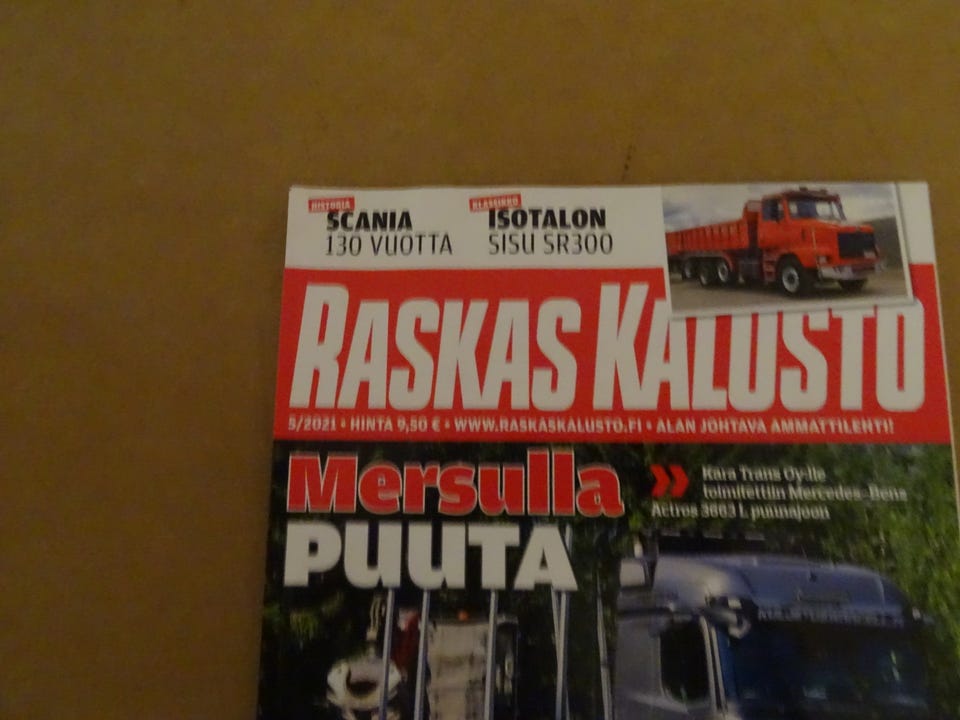 HISTORIA
SCANIA
130 VUOTTA
KLASSIKKO
ISOTALON
SISU SR300
RASKAS KALUSTO
5/2021 • HINTA 9,50 € • WWW.RASKASKALUSTO.FI • ALAN JOHTAVA AMMATTILEHTI!
Mersulla
PUUTA
Kara Trans Oy:lle
toimitettiin Mercedes-Benz
Actros 3663 L puunajoon